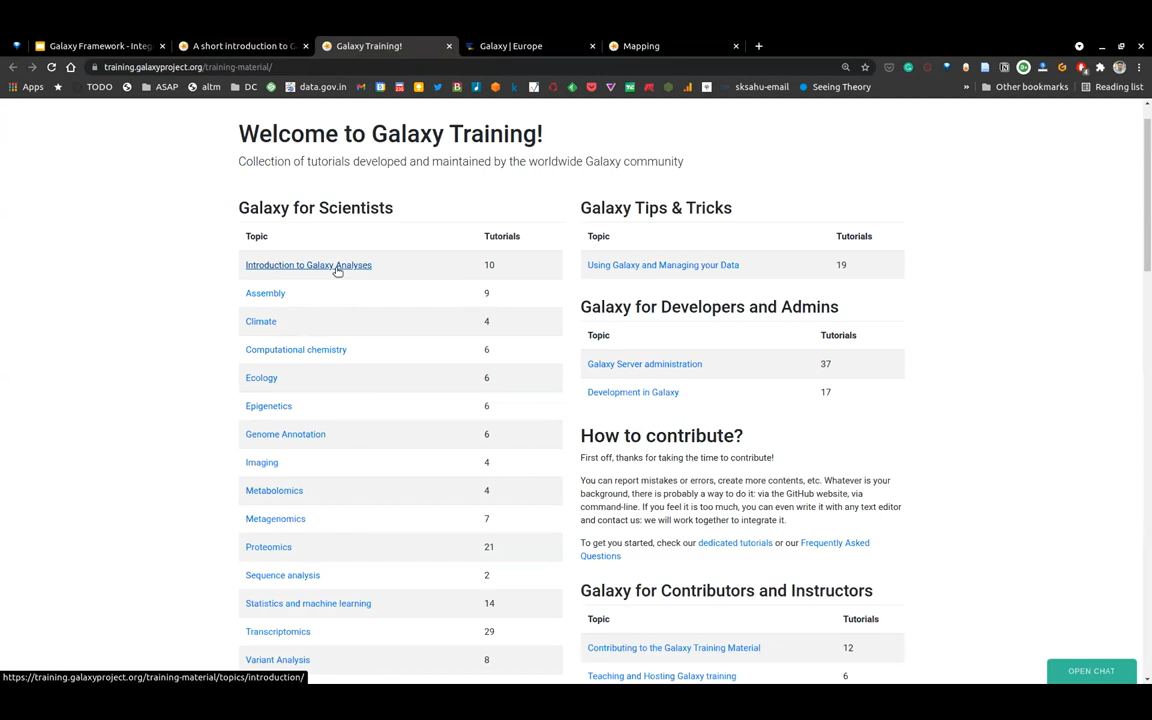 Galaxy Framework - Integ
A short introduction to G
Galaxy Training!
Galaxy | Europe
Mapping
training.galaxyproject.org/training-material/
Apps
TODO
ASAP
altm
DC
data.gov.in
sksahu-email
Seeing Theory
»
Other bookmarks
Reading list
Welcome to Galaxy Training!
Collection of tutorials developed and maintained by the worldwide Galaxy community
Galaxy for Scientists
Topic Tutorials
Introduction to Galaxy Analyses 10
Assembly 9
Climate 4
Computational chemistry 6
Ecology 6
Epigenetics 6
Genome Annotation 6
Imaging 4
Metabolomics 4
Metagenomics 7
Proteomics 21
Sequence analysis 2
Statistics and machine learning 14
Transcriptomics 29
Variant Analysis 8
Galaxy Tips & Tricks
Topic Tutorials
Using Galaxy and Managing your Data 19
Galaxy for Developers and Admins
Topic Tutorials
Galaxy Server administration 37
Development in Galaxy 17
How to contribute?
First off, thanks for taking the time to contribute!
You can report mistakes or errors, create more contents, etc. Whatever is your
background, there is probably a way to do it: via the GitHub website, via
command-line. If you feel it is too much, you can even write it with any text editor
and contact us: we will work together to integrate it.
To get you started, check our dedicated tutorials or our Frequently Asked
Questions
Galaxy for Contributors and Instructors
Topic Tutorials
Contributing to the Galaxy Training Material 12
Teaching and Hosting Galaxy training 6
OPEN CHAT
https://training.galaxyproject.org/training-material/topics/introduction/